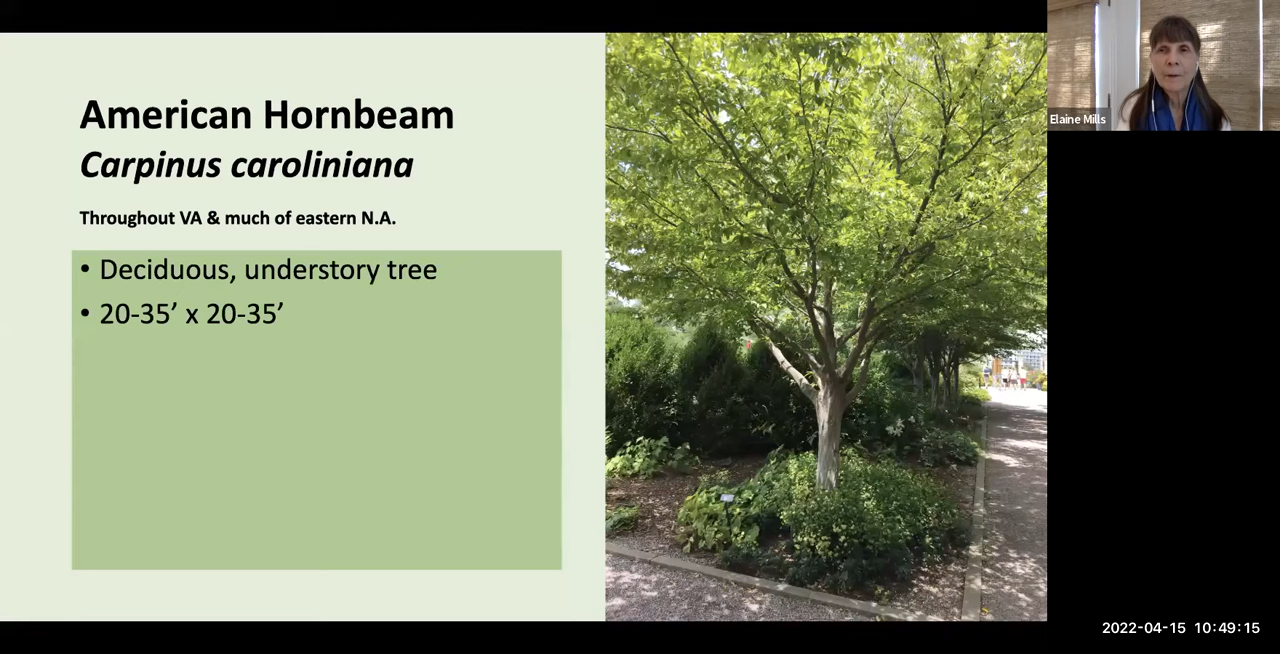 American Hornbeam
Carpinus caroliniana
Throughout VA & much of eastern N.A.
• Deciduous, understory tree
• 20-35’ x 20-35’
Elaine Mills
2022-04-15 10:49:15